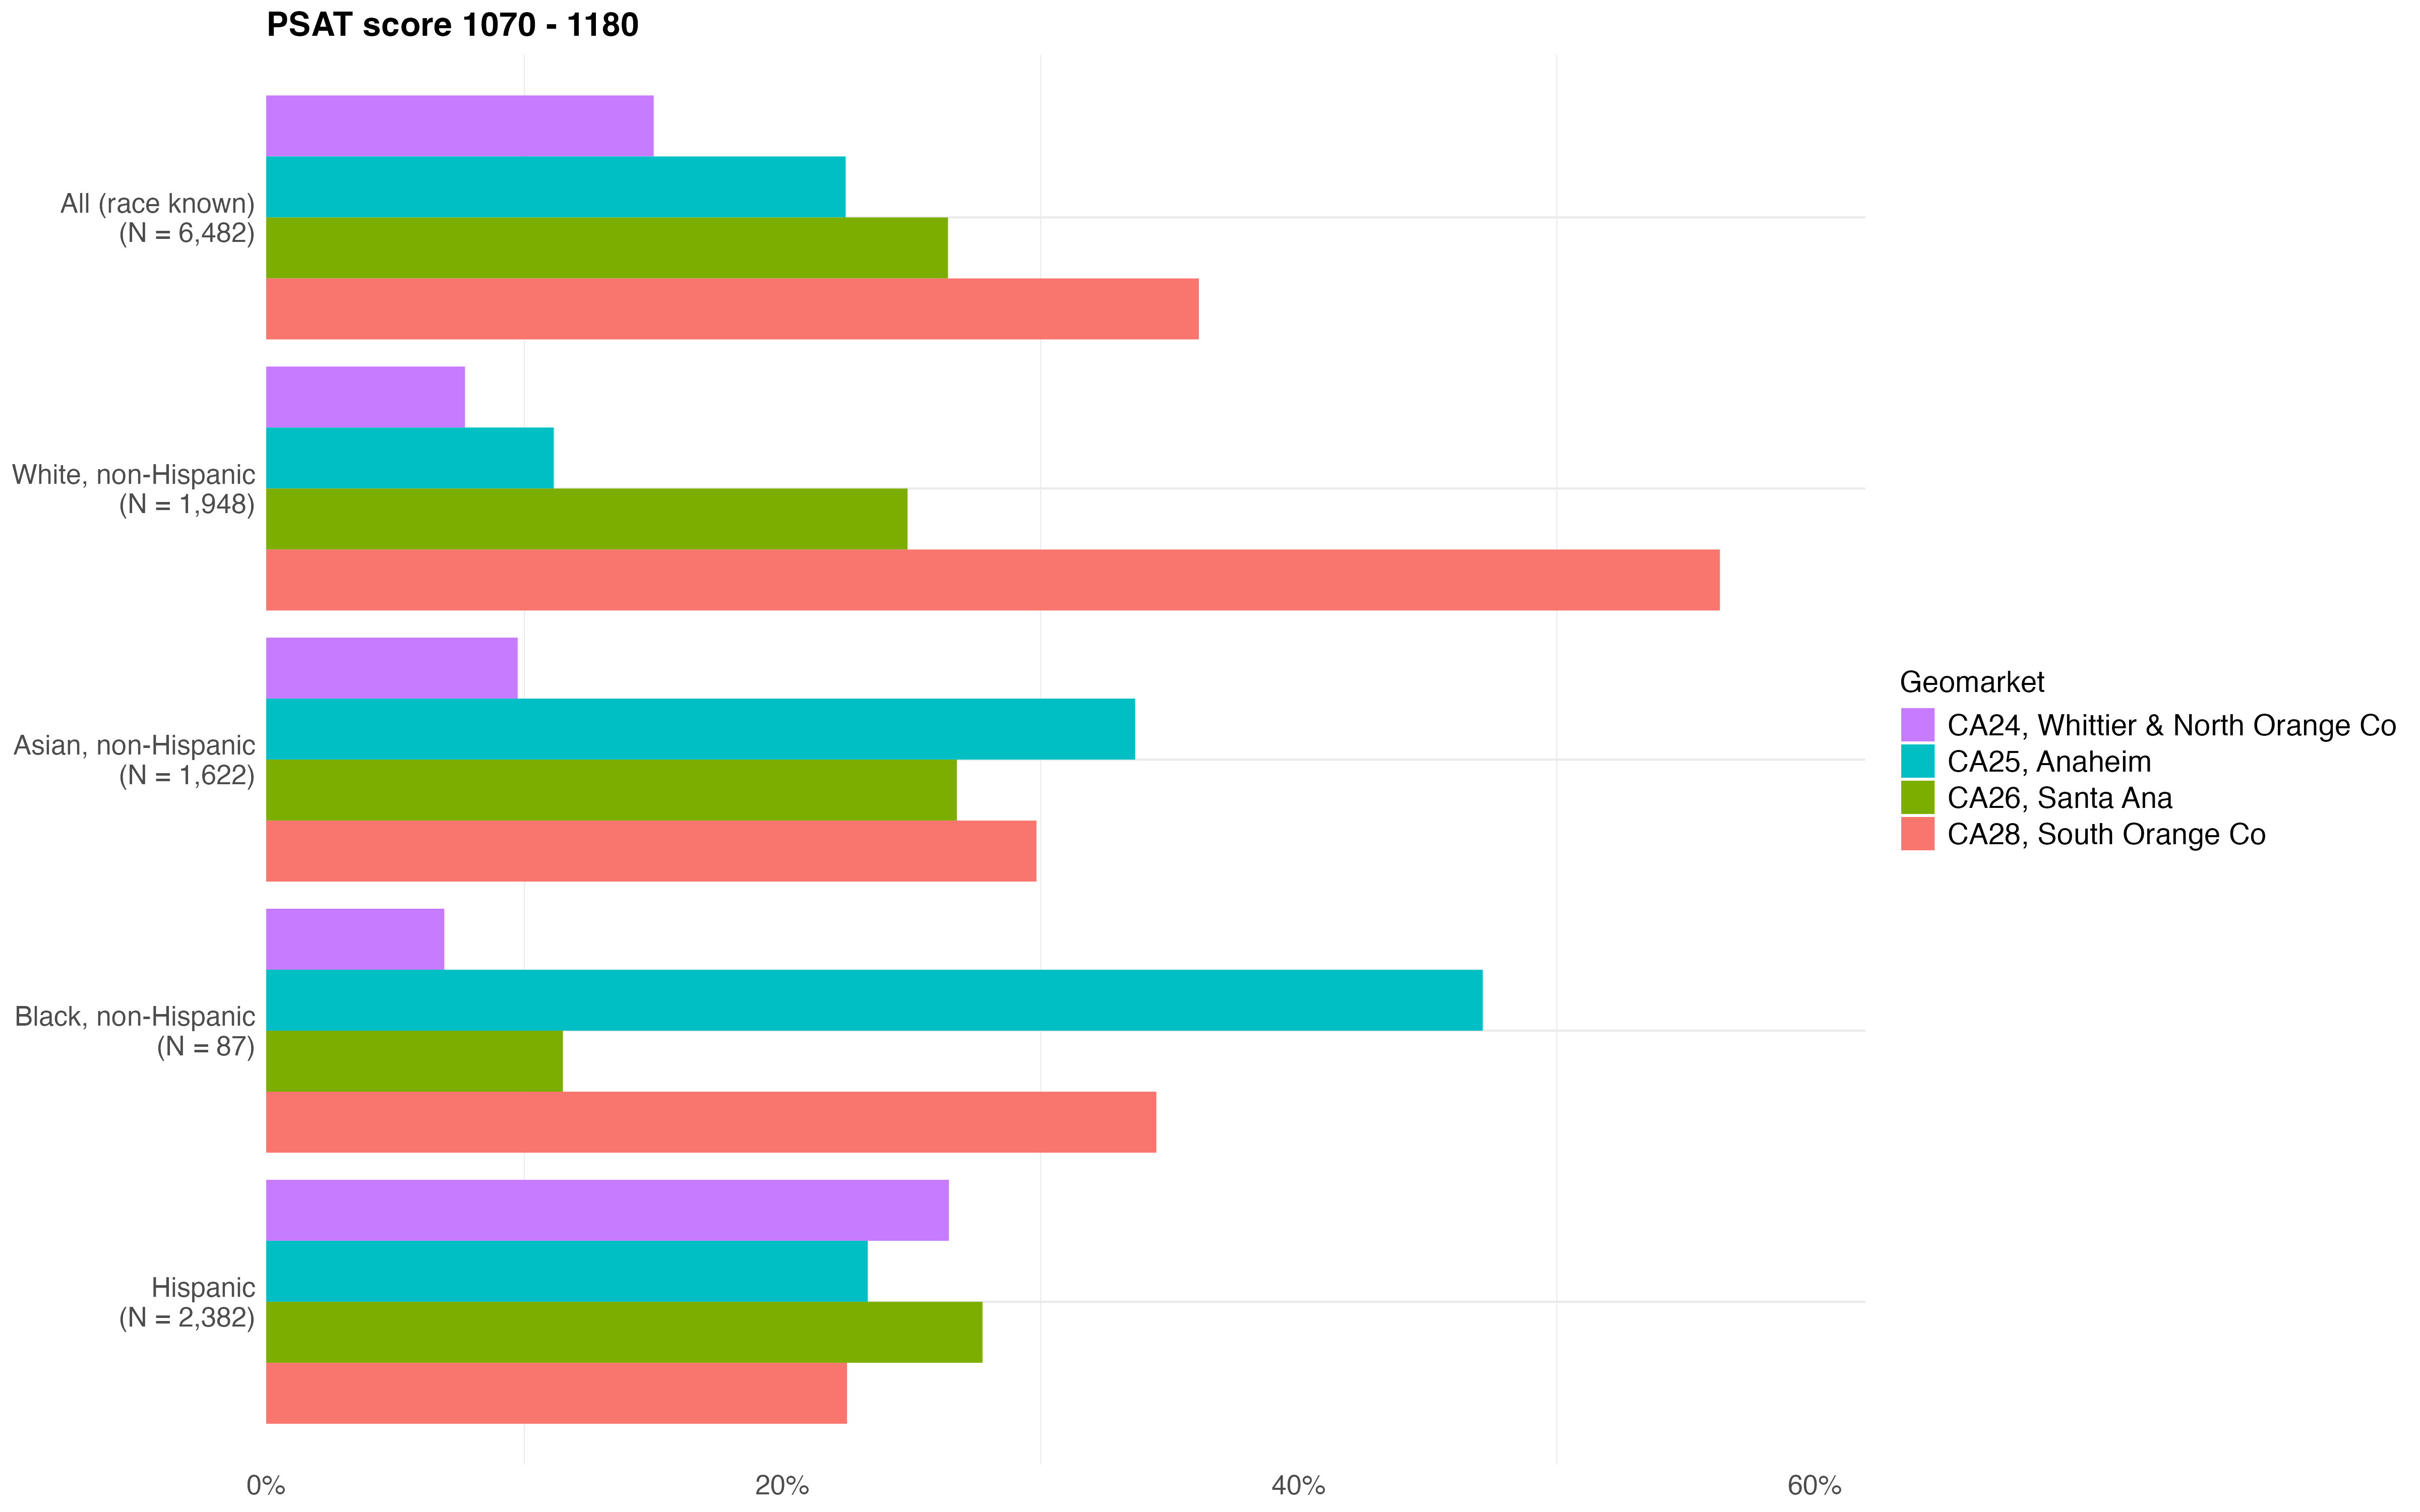 PSAT score 1070 - 1180
All (race known)
(N = 6,482)
White, non-Hispanic
(N = 1,948)
Asian, non-Hispanic
(N = 1,622)
Black, non-Hispanic
(N = 87)
Hispanic
(N = 2,382)
0%
20%
40%
60%
Geomarket
CA24, Whittier & North Orange Co
CA25, Anaheim
CA26, Santa Ana
CA28, South Orange Co